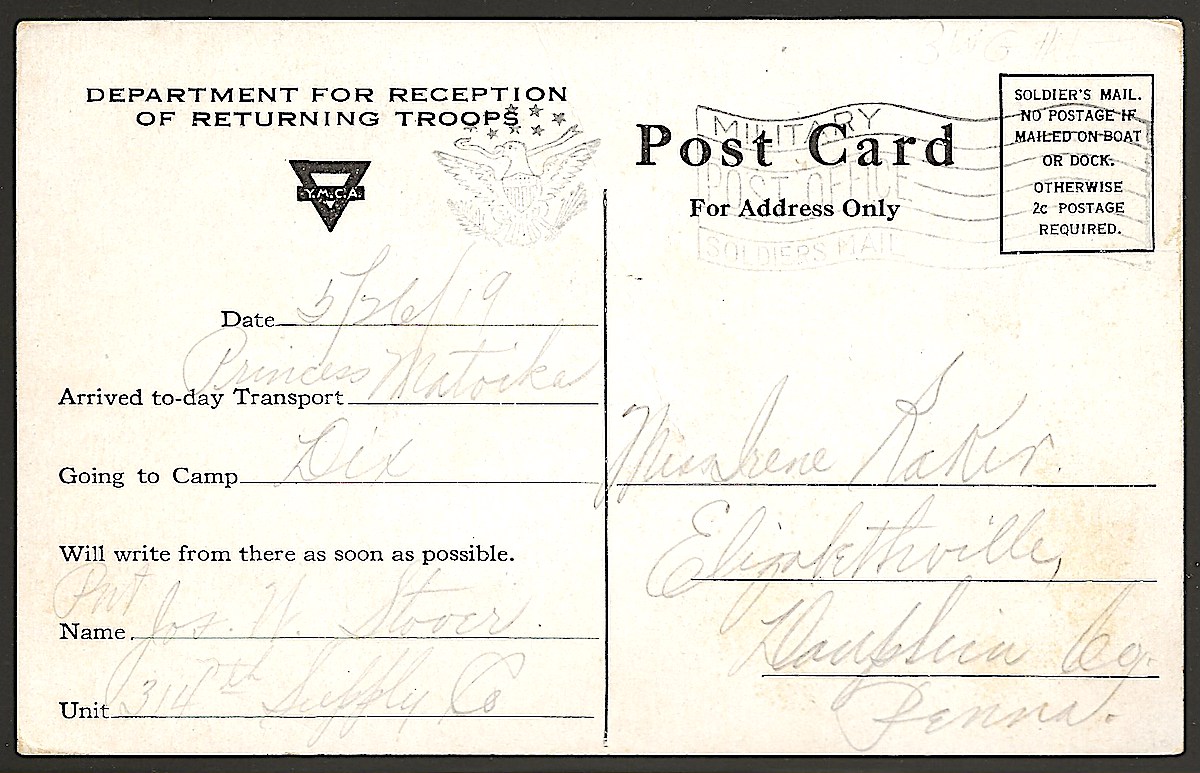 DEPARTMENT FOR RECEPTION
OF RETURNING TROOPS
Y.M.C.A.
Date 5/26/19
Arrived to-day Transport Princess Matoika
Going to Camp Dix
Will write from there as soon as possible.
Pvt
Name Jos. W. Stover.
Unit 314th Supply Co
MILITARY
POST OFFICE
SOLDIERS MAIL
Post Card
For Address Only
SOLDIER'S MAIL.
NO POSTAGE IF
MAILED ON BOAT
OR DOCK.
OTHERWISE
2c POSTAGE
REQUIRED.
Miss Irene Raker.
Elizabethville,
Dauphin Co.
Penna.